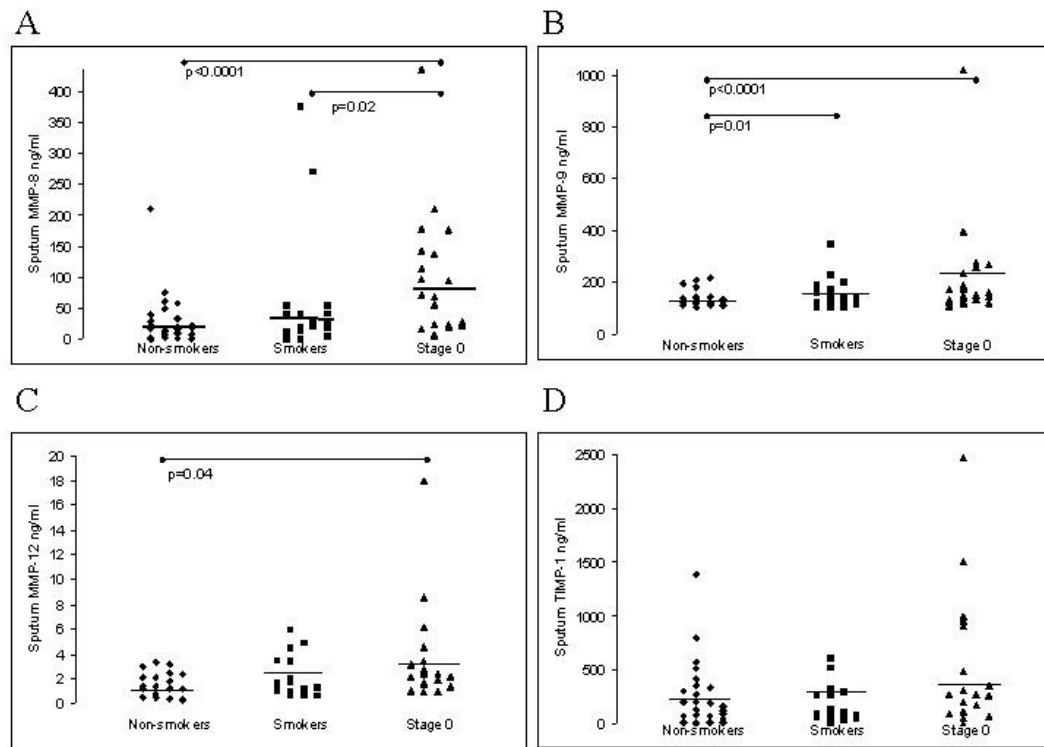 A
B
p<0.0001
p=0.02
400
350
300
250
200
150
100
50
0
Sputum MMP-8 ng/ml
Non-smokers
Smokers
Stage 0
p<0.0001
p=0.01
1000
800
600
400
200
0
Sputum MMP-9 ng/ml
Non-smokers
Smokers
Stage 0
C
D
p=0.04
20
18
16
14
12
10
8
6
4
2
0
Sputum MMP-12 ng/ml
Non-smokers
Smokers
Stage 0
2500
2000
1500
1000
500
0
Sputum TIMP-1 ng/ml
Non-smokers
Smokers
Stage 0